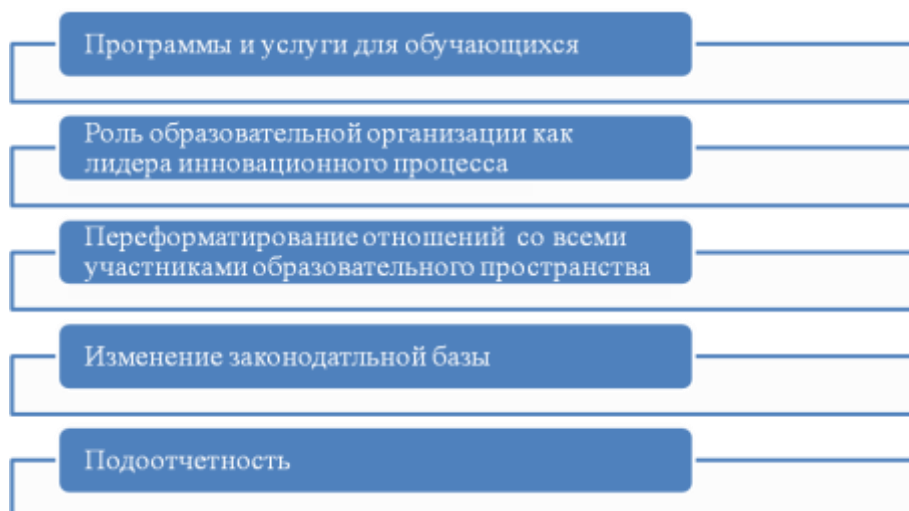 Программы и услуги для обучающихся
Роль образовательной организации как
лидера инновационного процесса
Переформатирование отношений со всеми
участниками образовательного пространства
Изменение законодатльной базы
Подоотчетность